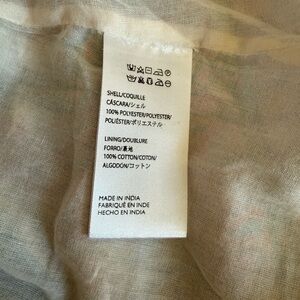 SHELL/COQUILLE
CÁSCARA/シェル
100% POLYESTER/POLYESTER/
POLIÉSTER/ポリエステル
LINING/DOUBLURE
FORRO/裏地
100% COTTON/COTON/
ALGODÓN/コットン
MADE IN INDIA
FABRIQUÉ EN INDE
HECHO EN INDIA